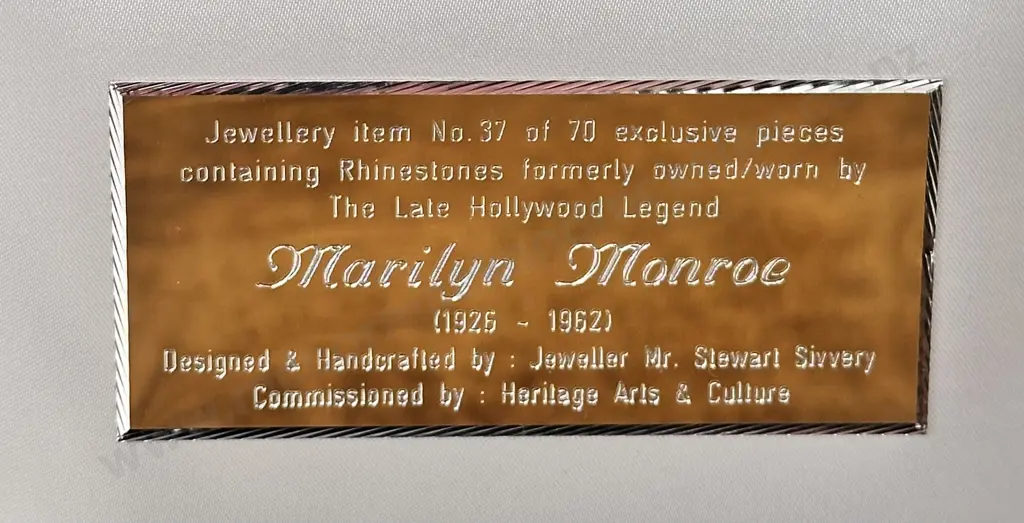 Jewellery item No.37 of 70 exclusive pieces
containing Rhinestones formerly owned/worn by
The Late Hollywood Legend
Marilyn Monroe
(1926 - 1962)
Designed & Handcrafted by : Jeweller Mr. Stewart Sivvery
Commissioned by : Heritage Arts & Culture